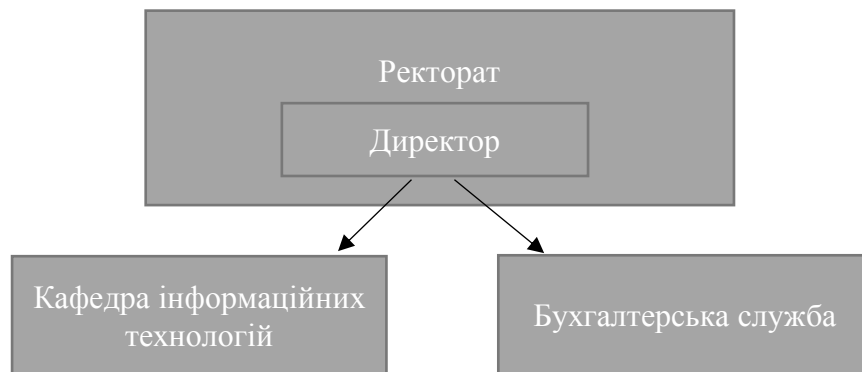 Ректорат
Директор
Кафедра інформаційних
технологій
Бухгалтерська служба